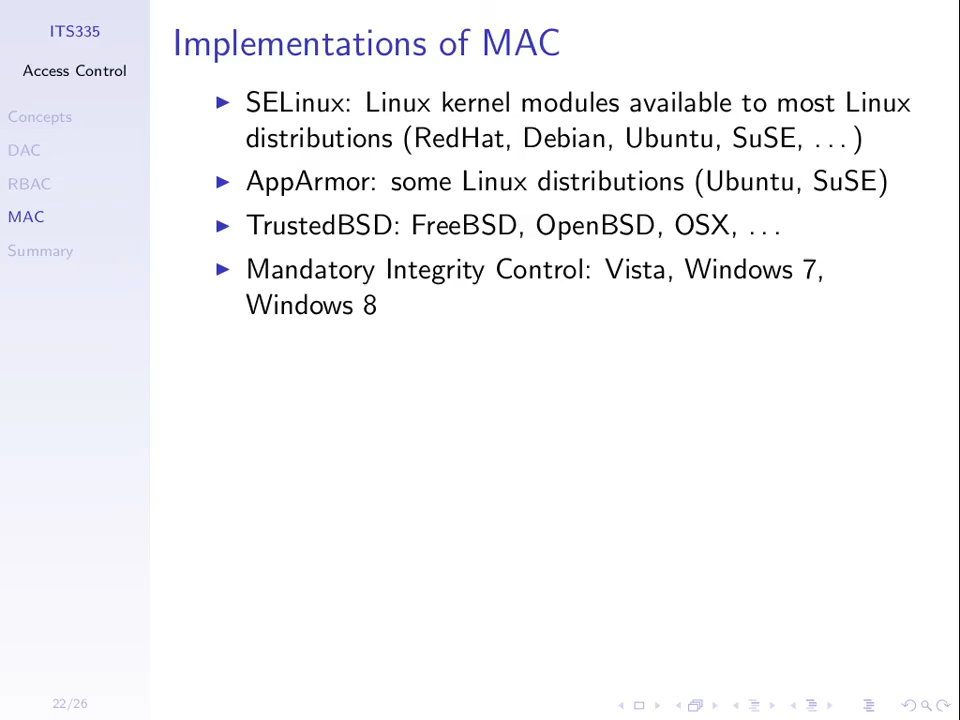 ITS335
Access Control
Concepts
DAC
RBAC
MAC
Summary
Implementations of MAC
SELinux: Linux kernel modules available to most Linux
distributions (RedHat, Debian, Ubuntu, SuSE, . . . )
AppArmor: some Linux distributions (Ubuntu, SuSE)
TrustedBSD: FreeBSD, OpenBSD, OSX, . . .
Mandatory Integrity Control: Vista, Windows 7,
Windows 8
22/26